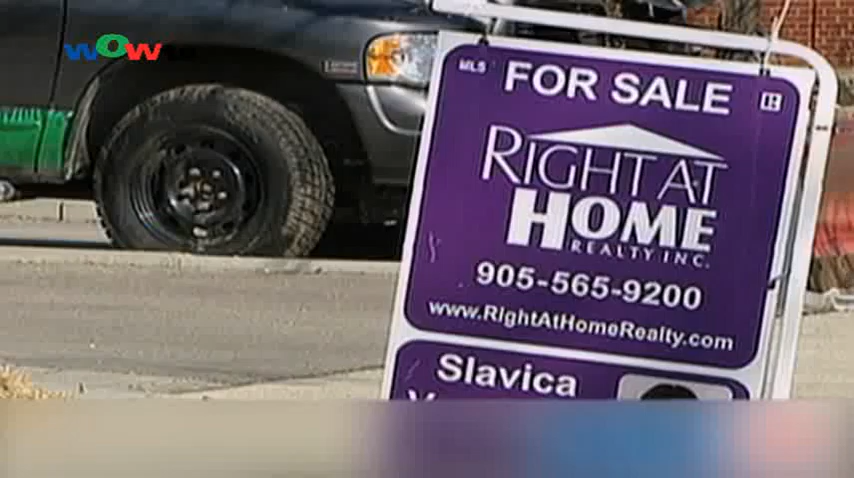 WOW
MLS
FOR SALE
R
RIGHT AT
HOME
REALTY INC.
905-565-9200
www.RightAtHomeRealty.com
Slavica